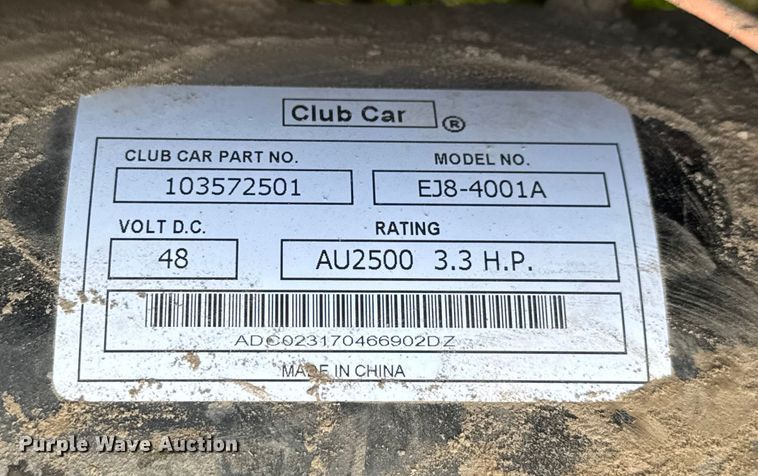 Club Car ®
CLUB CAR PART NO. MODEL NO.
103572501 EJ8-4001A
VOLT D.C. RATING
48 AU2500 3.3 H.P.
ADC023170466902DZ
MADE IN CHINA
Purple Wave Auction